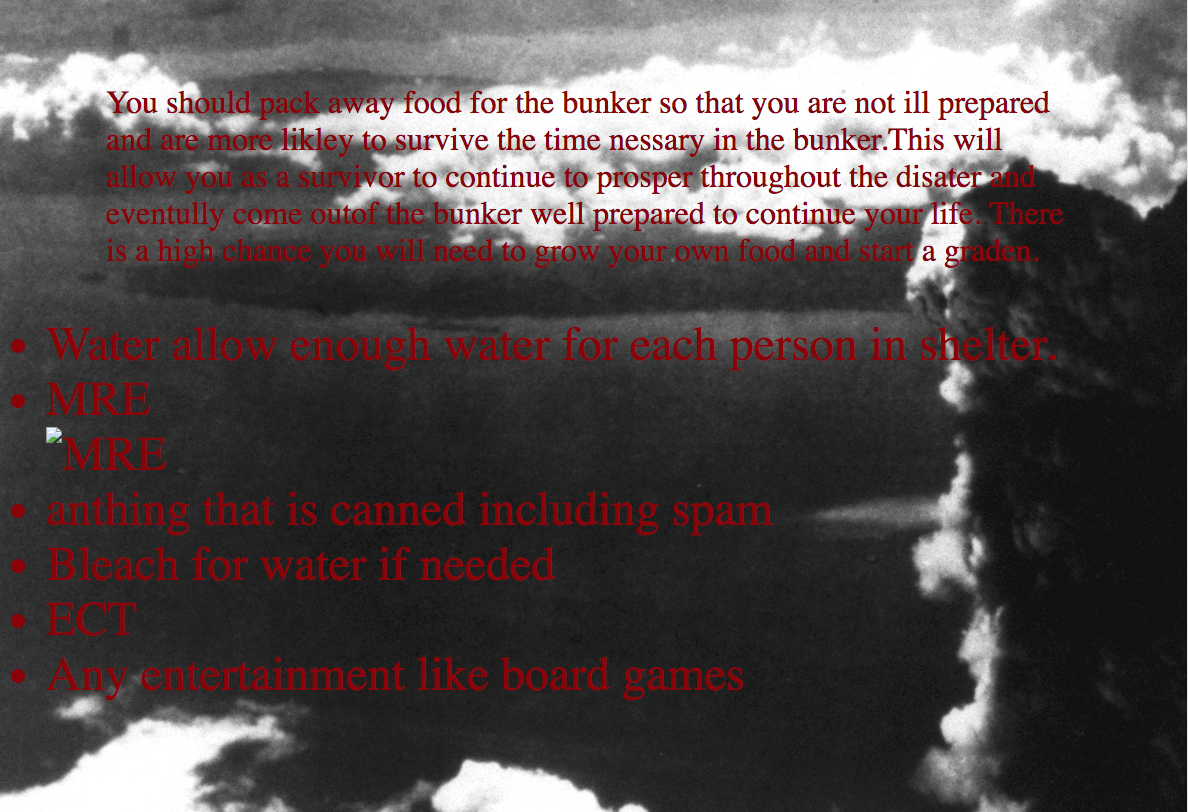 You should pack away food for the bunker so that you are not ill prepared
and are more likley to survive the time nessary in the bunker.This will
allow you as a survivor to continue to prosper throughout the disater and
eventully come outof the bunker well prepared to continue your life. There
is a high chance you will need to grow your own food and start a graden.
• Water allow enough water for each person in shelter.
• MRE
MRE
• anthing that is canned including spam
• Bleach for water if needed
• ECT
• Any entertainment like board games